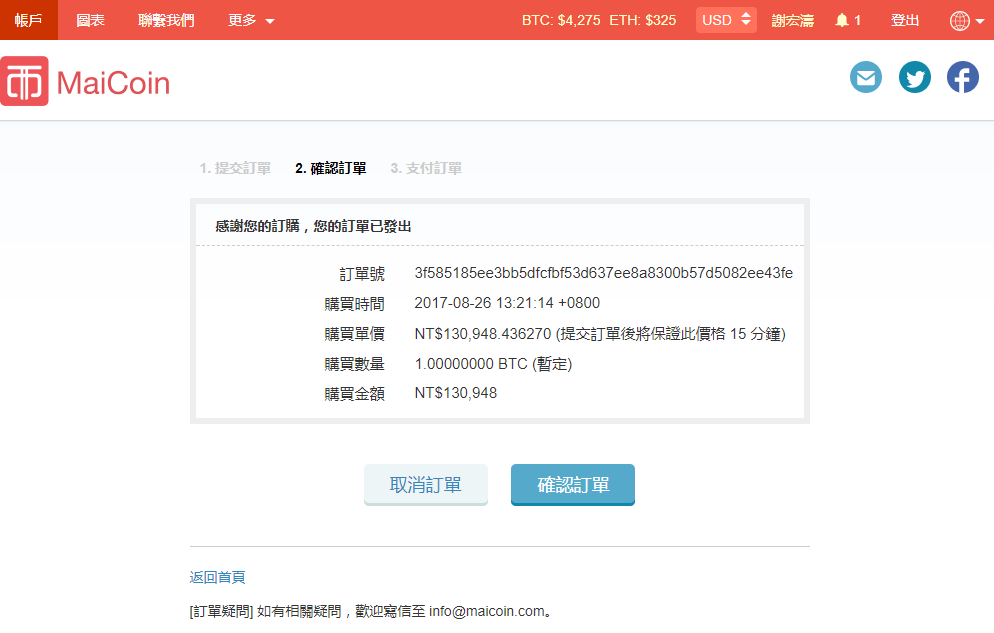 帳戶 圖表 聯繫我們 更多 BTC: $4,275 ETH: $325 USD 謝宏濤 1 登出
MaiCoin
1. 提交訂單 2. 確認訂單 3. 支付訂單
感謝您的訂購，您的訂單已發出
訂單號 3f585185ee3bb5dfcfbf53d637ee8a8300b57d5082ee43fe
購買時間 2017-08-26 13:21:14 +0800
購買單價 NT$130,948.436270 (提交訂單後將保證此價格 15 分鐘)
購買數量 1.00000000 BTC (暫定)
購買金額 NT$130,948
取消訂單 確認訂單
返回首頁
[訂單疑問] 如有相關疑問，歡迎寫信至 info@maicoin.com。